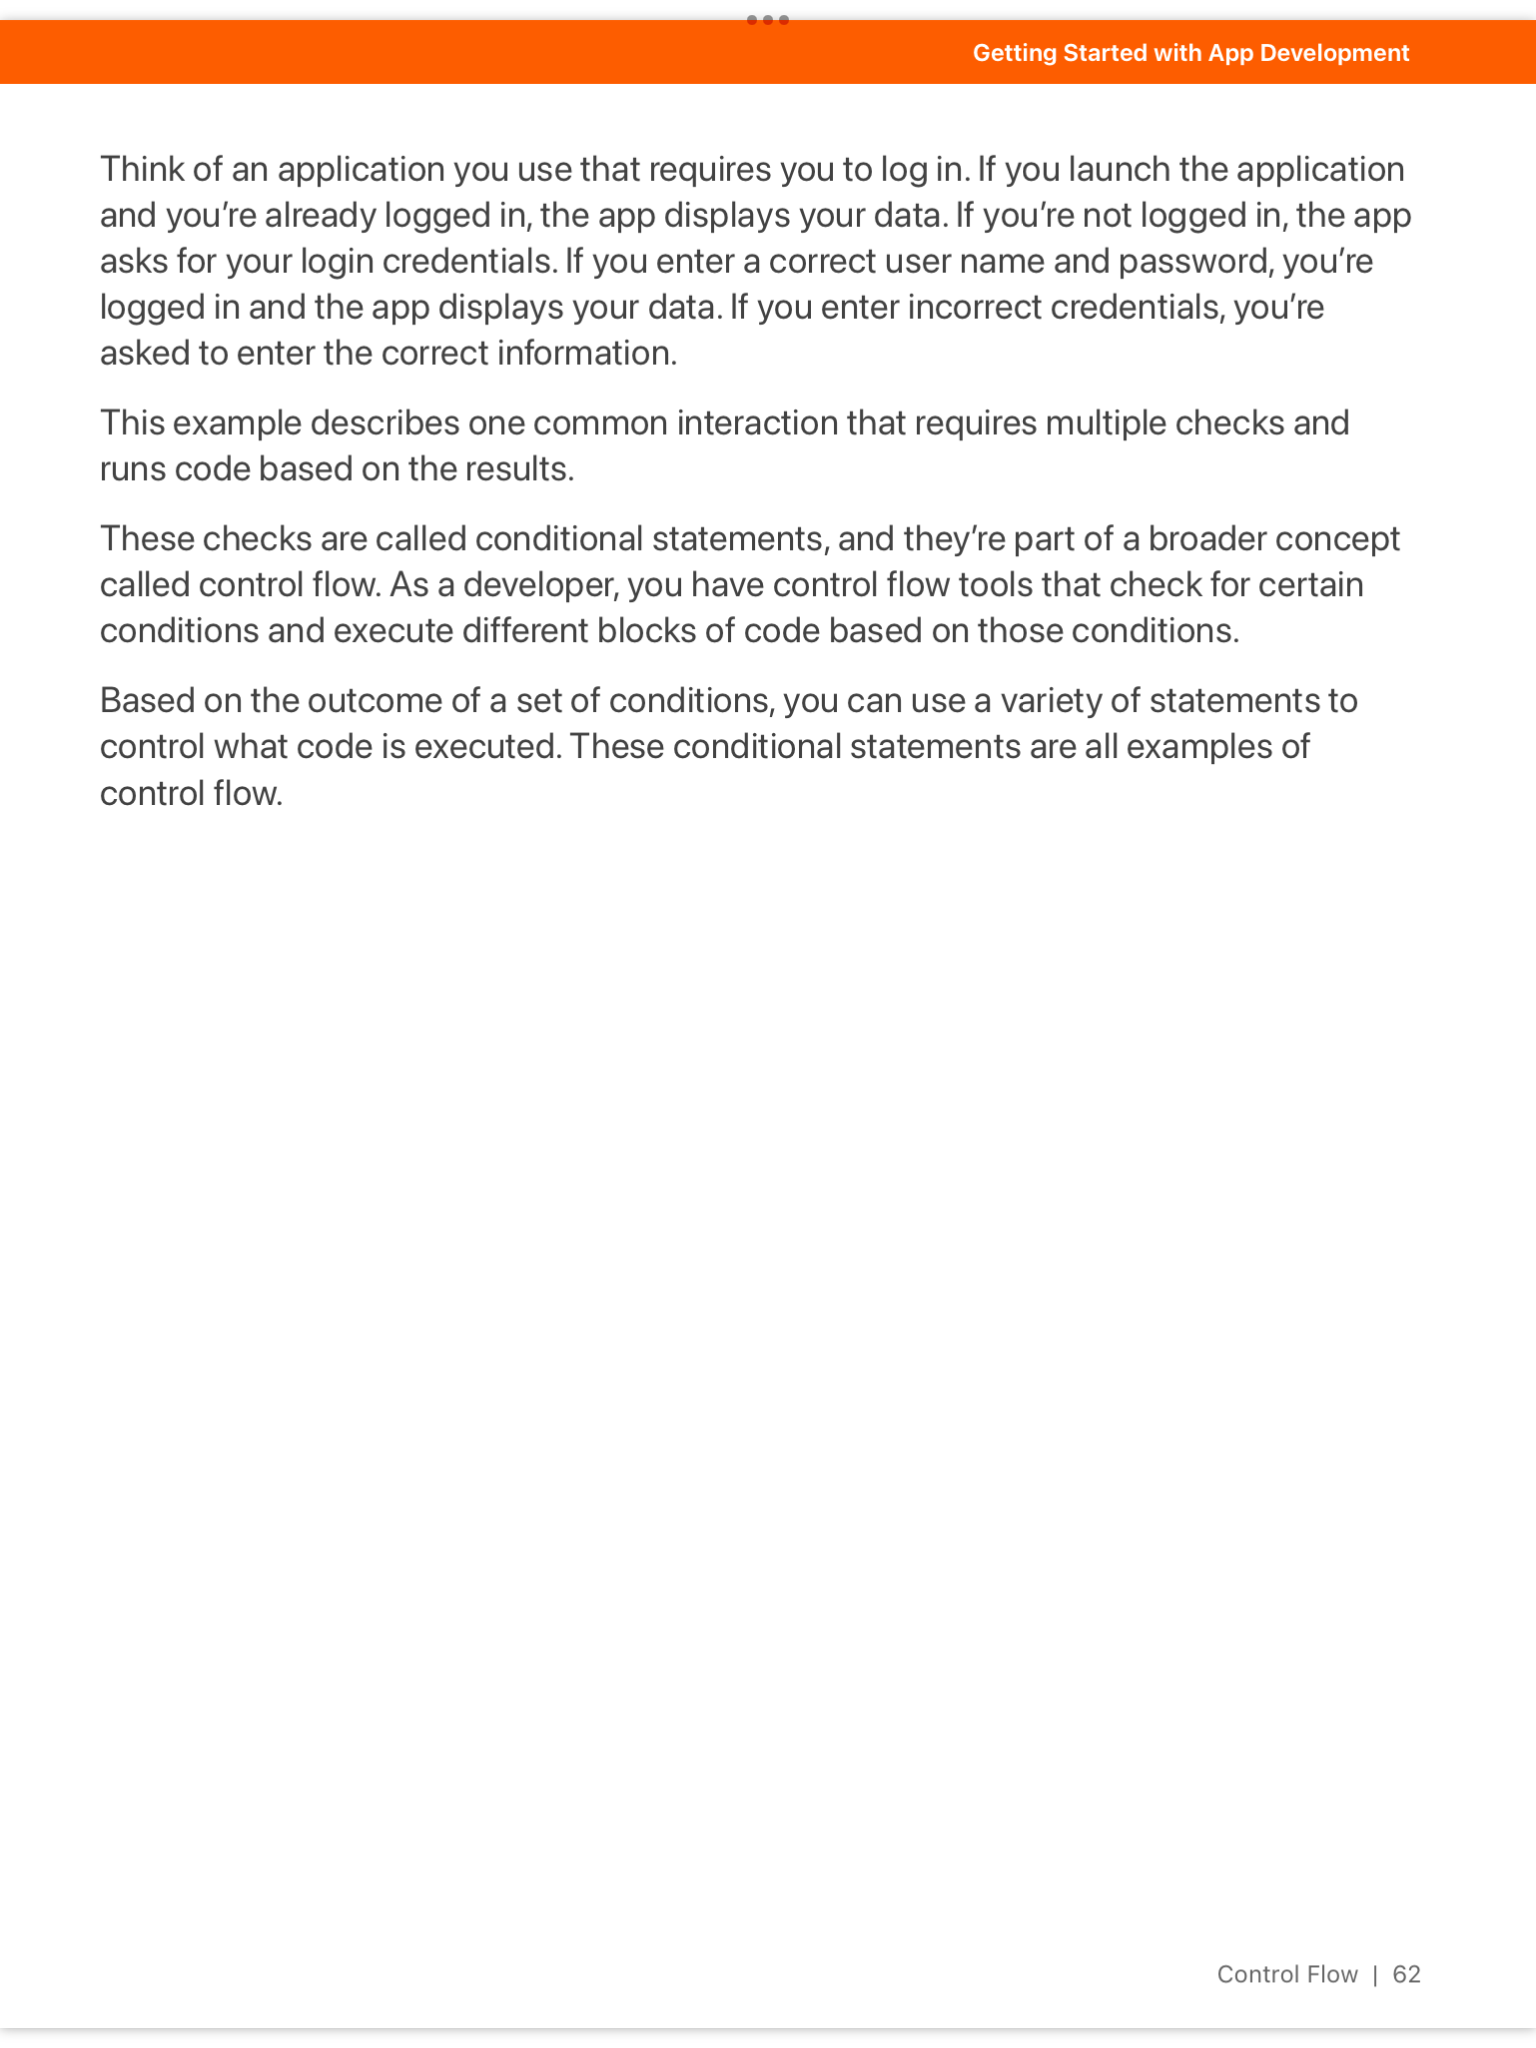 Getting Started with App Development
Think of an application you use that requires you to log in. If you launch the application
and you’re already logged in, the app displays your data. If you’re not logged in, the app
asks for your login credentials. If you enter a correct user name and password, you’re
logged in and the app displays your data. If you enter incorrect credentials, you’re
asked to enter the correct information.
This example describes one common interaction that requires multiple checks and
runs code based on the results.
These checks are called conditional statements, and they’re part of a broader concept
called control flow. As a developer, you have control flow tools that check for certain
conditions and execute different blocks of code based on those conditions.
Based on the outcome of a set of conditions, you can use a variety of statements to
control what code is executed. These conditional statements are all examples of
control flow.
Control Flow | 62